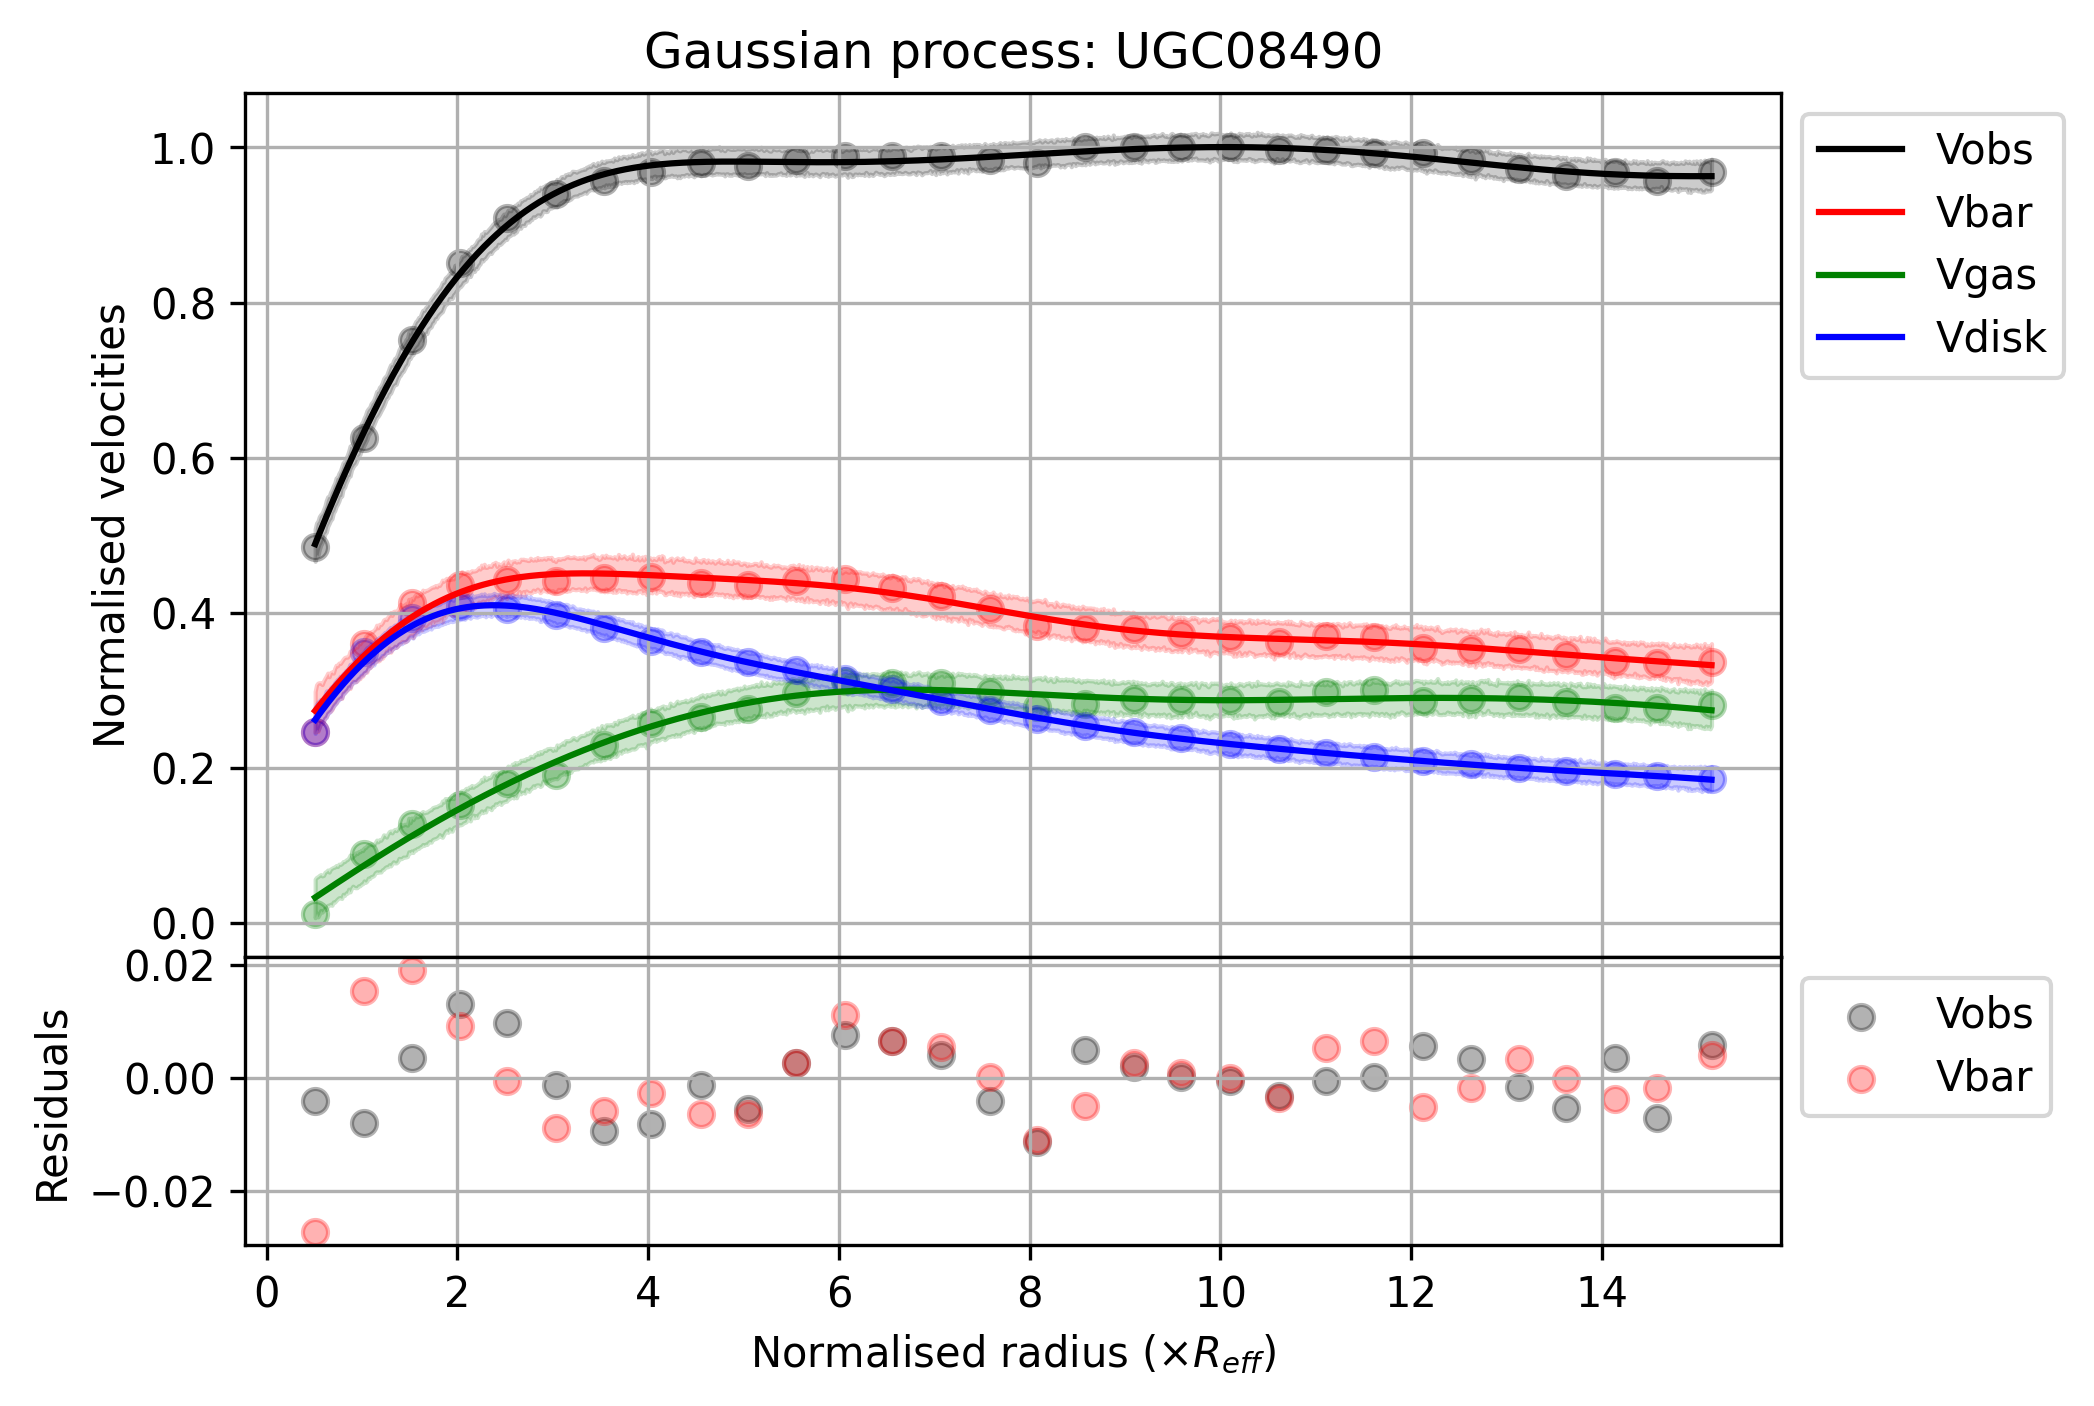 Gaussian process: UGC08490
Normalised velocities
1.0
0.8
0.6
0.4
0.2
0.0
Vobs
Vbar
Vgas
Vdisk
Residuals
0.02
0.00
−0.02
Vobs
Vbar
0 2 4 6 8 10 12 14
Normalised radius (×R_eff)